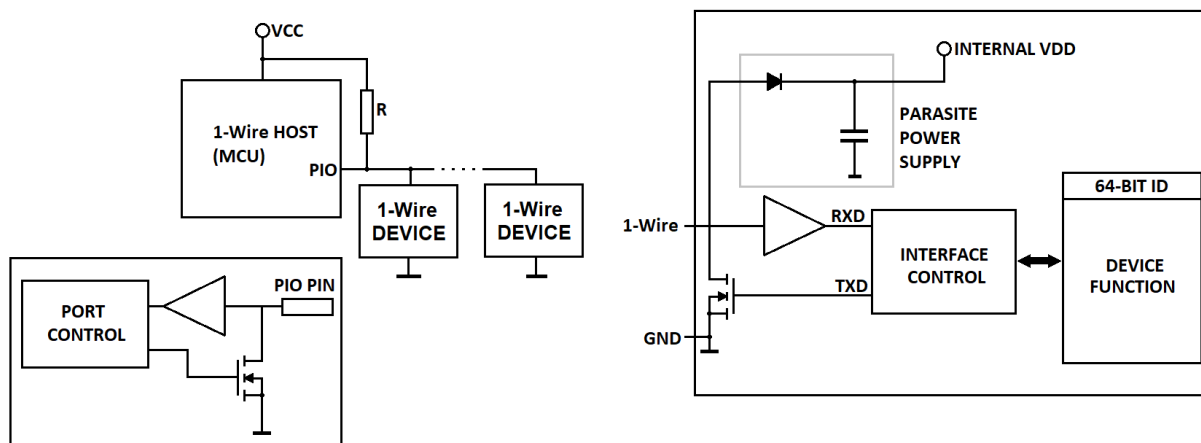 VCC
1-Wire HOST
(MCU)
R
PIO
1-Wire
DEVICE
1-Wire
DEVICE
PORT
CONTROL
PIO PIN
INTERNAL VDD
PARASITE
POWER
SUPPLY
1-Wire
RXD
TXD
GND
INTERFACE
CONTROL
64-BIT ID
DEVICE
FUNCTION